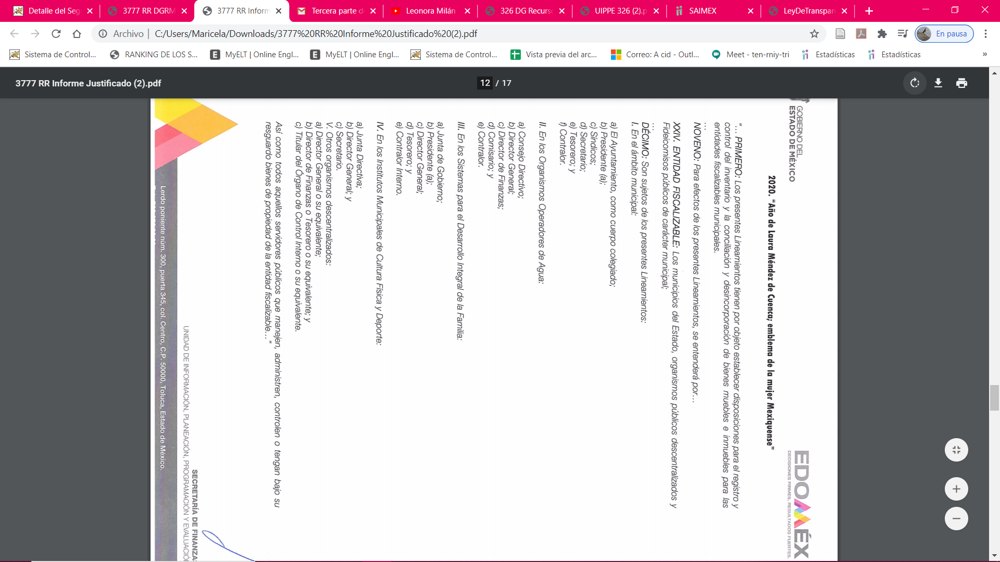 Detalle del Seg
3777 RR DGRM
3777 RR Inform
Tercera parte d
Leonora Milán
326 DG Recurso
UIPPE 326 (2).p
SAIMEX
LeyDeTranspar
Archivo | C:/Users/Maricela/Downloads/3777%20RR%20Informe%20Justificado%20(2).pdf
En pausa
Sistema de Control...
RANKING DE LOS S...
MyELT | Online Engl...
MyELT | Online Engl...
Sistema de Control...
Vista previa del arc...
Correo: A cid - Outl...
Meet - ten-rniy-tri
Estadísticas
Estadísticas
»
3777 RR Informe Justificado (2).pdf
12 / 17
GOBIERNO DEL
ESTADO DE MÉXICO
EDOMÉX
DECISIONES FIRMES, RESULTADOS FUERTES.
2020. "Año de Laura Méndez de Cuenca; emblema de la mujer Mexiquense"
"… PRIMERO: Los presentes Lineamientos tienen por objeto establecer disposiciones para el registro y
control del inventario y la conciliación y desincorporación de bienes muebles e inmuebles para las
entidades fiscalizables municipales.
…
NOVENO: Para efectos de los presentes Lineamientos, se entenderá por…
XXIV. ENTIDAD FISCALIZABLE: Los municipios del Estado, organismos públicos descentralizados y
Fideicomisos públicos de carácter municipal;
…
DÉCIMO: Son sujetos de los presentes Lineamientos:
I. En el ámbito municipal:
a) El Ayuntamiento, como cuerpo colegiado;
b) Presidente (a);
c) Síndicos;
d) Secretario;
e) Tesorero; y
f) Contralor.
II. En los Organismos Operadores de Agua:
a) Consejo Directivo;
b) Director General;
c) Director de Finanzas;
d) Comisario; y
e) Contralor.
III. En los Sistemas para el Desarrollo Integral de la Familia:
a) Junta de Gobierno;
b) Presidente (a);
c) Director General;
d) Tesorero; y
e) Contralor Interno.
IV. En los Institutos Municipales de Cultura Física y Deporte:
a) Junta Directiva;
b) Director General; y
c) Secretario.
V. Otros organismos descentralizados:
a) Director General o su equivalente;
b) Director de Finanzas o Tesorero o su equivalente; y
c) Titular del Órgano de Control Interno o su equivalente.
Así como todos aquellos servidores públicos que manejen, administren, controlen o tengan bajo su
resguardo bienes de propiedad de la entidad fiscalizable…"
SECRETARÍA DE FINANZAS
UNIDAD DE INFORMACIÓN, PLANEACIÓN, PROGRAMACIÓN Y EVALUACIÓN
Lerdo poniente núm. 300, puerta 345, col. Centro, C.P. 50000, Toluca, Estado de México.